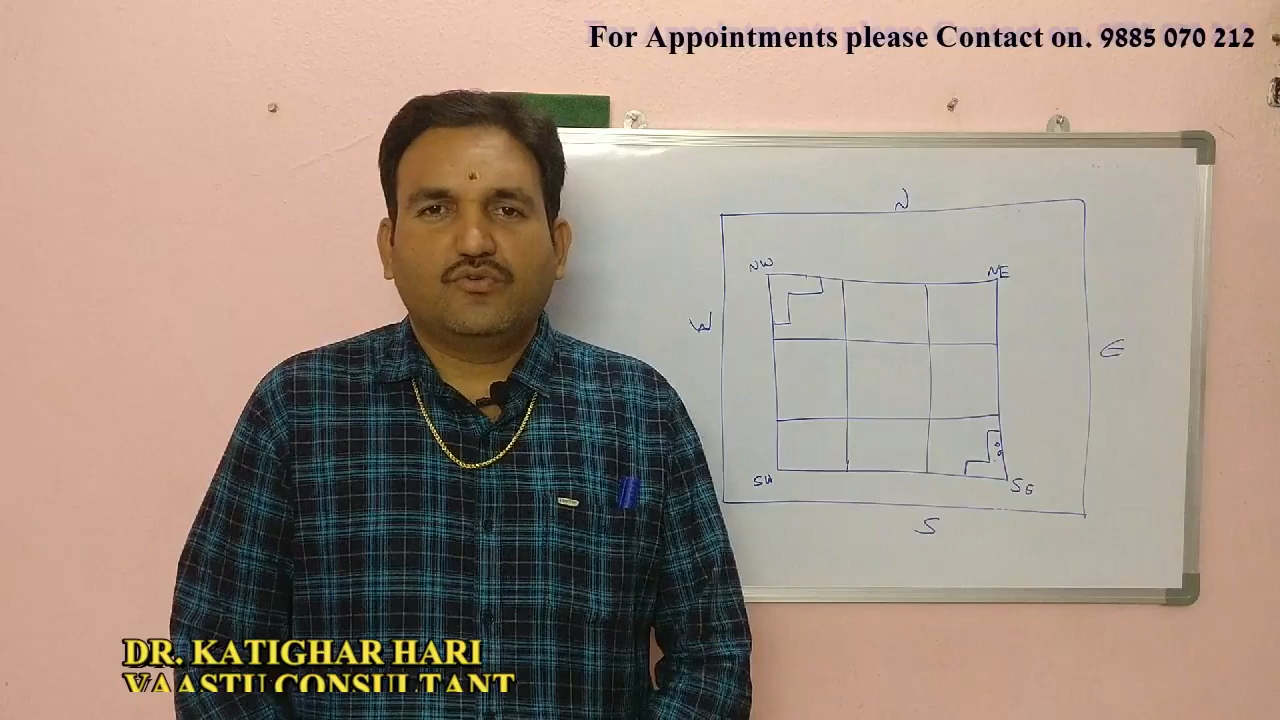 For Appointments please Contact on. 9885 070 212
N
NW NE
W E
SW SE
S
DR. KATIGHAR HARI
VAASTU CONSULTANT